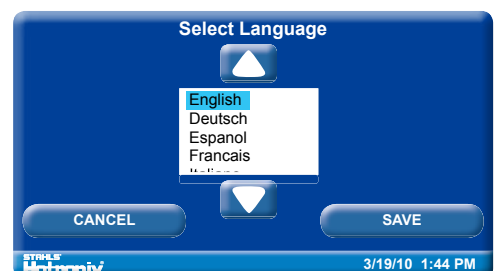 Select Language
English
Deutsch
Espanol
Francais
CANCEL
SAVE
STAHLS'
3/19/10 1:44 PM